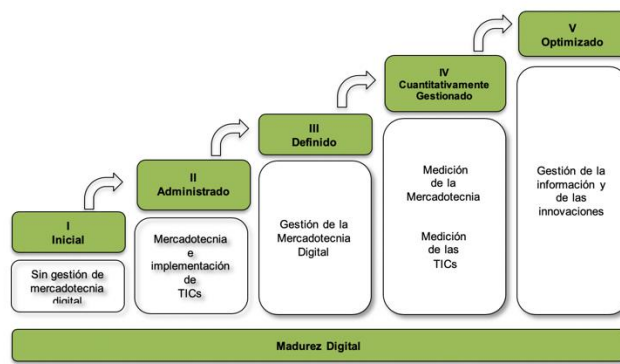 V
Optimizado
IV
Cuantitativamente
Gestionado
III
Definido
II
Administrado
I
Inicial
Sin gestión de
mercadotecnia
digital
Mercadotecnia
e
implementación
de
TICs
Gestión de la
Mercadotecnia
Digital
Medición
de la
Mercadotecnia
Medición
de las
TICs
Gestión de la
información y
de las
innovaciones
Madurez Digital